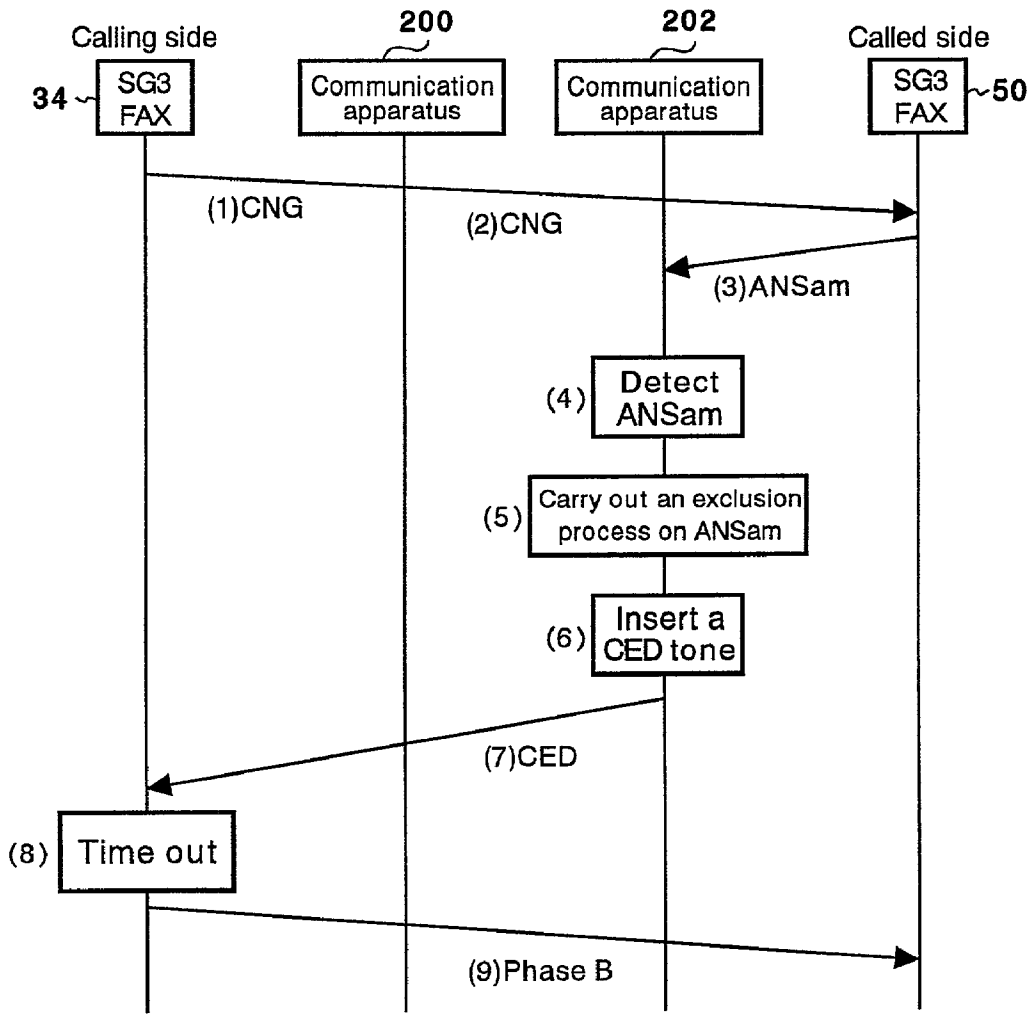 200
202
Calling side
Called side
34
SG3
FAX
Communication
apparatus
Communication
apparatus
SG3
FAX
50
(1)CNG
(2)CNG
(3)ANSam
(4)
Detect
ANSam
(5)
Carry out an exclusion
process on ANSam
(6)
Insert a
CED tone
(7)CED
(8)
Time out
(9)Phase B